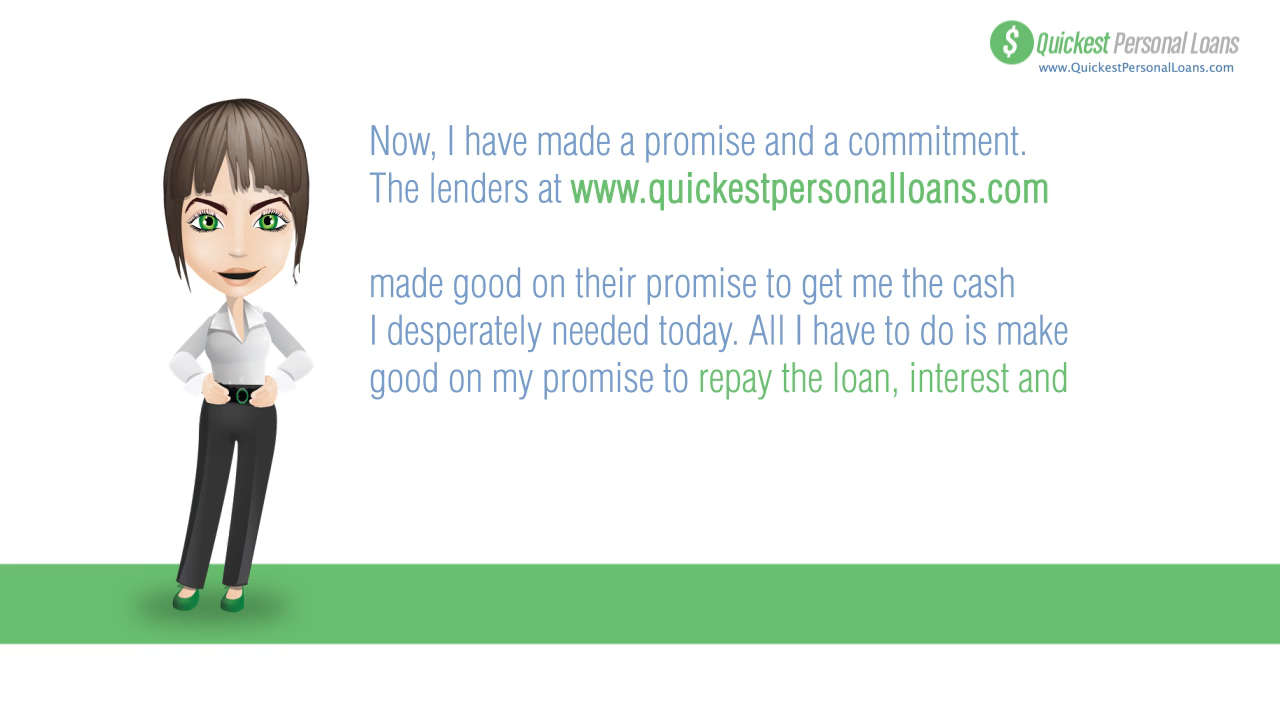 $ Quickest Personal Loans
www.QuickestPersonalLoans.com
Now, I have made a promise and a commitment.
The lenders at www.quickestpersonalloans.com
made good on their promise to get me the cash
I desperately needed today. All I have to do is make
good on my promise to repay the loan, interest and